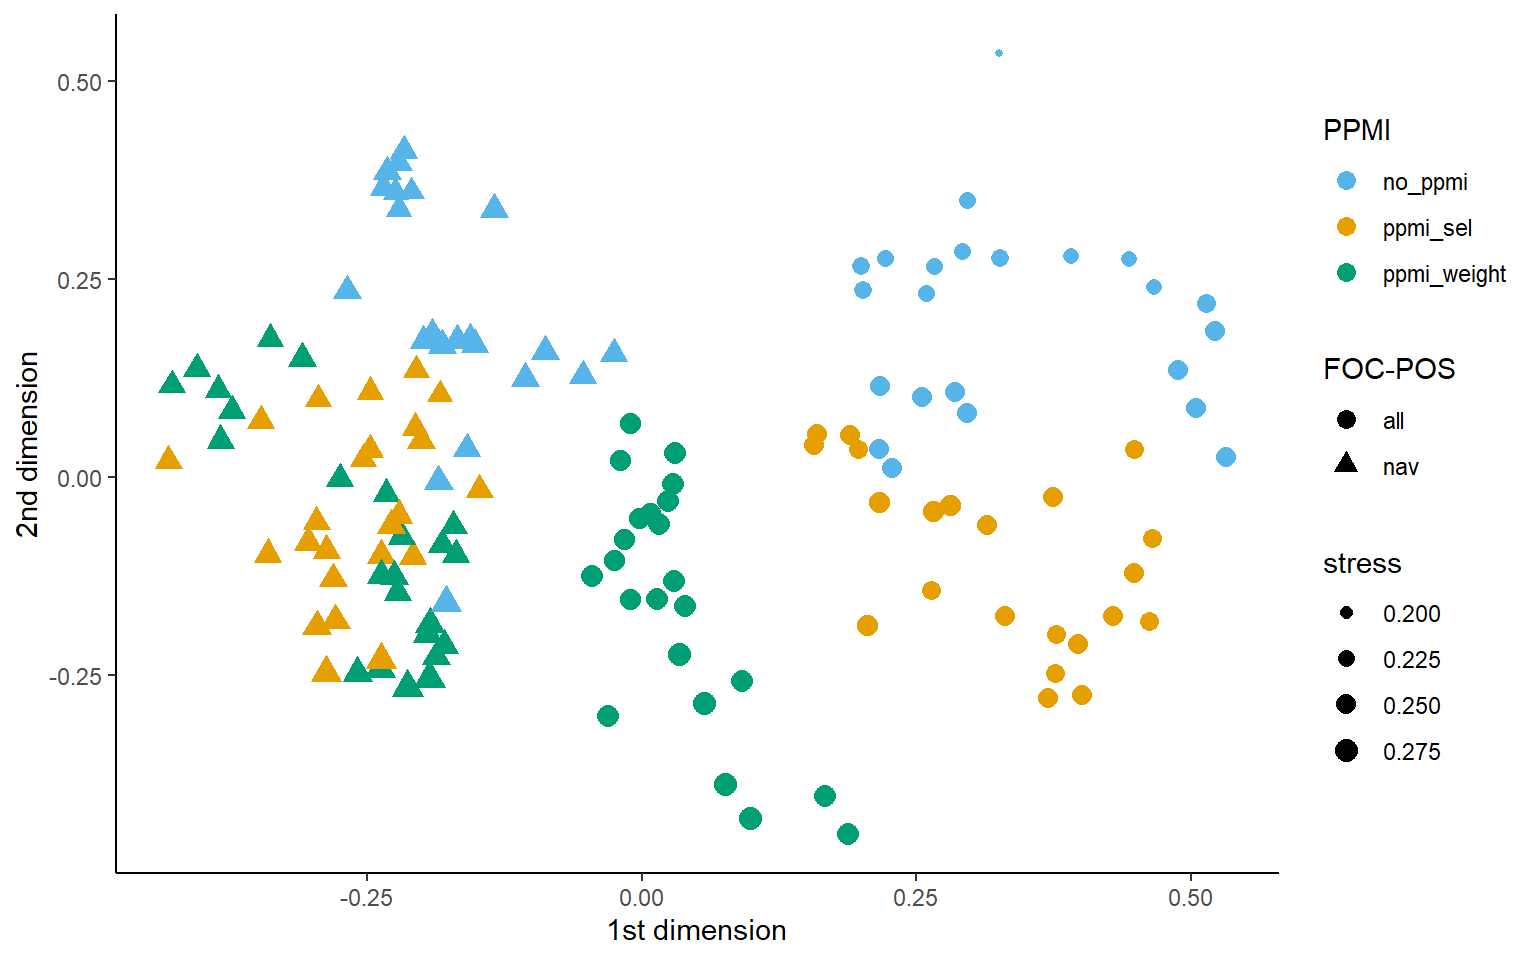 0.50
0.25
0.00
-0.25
2nd dimension
-0.25
0.00
0.25
0.50
1st dimension
PPMI
no_ppmi
ppmi_sel
ppmi_weight
FOC-POS
all
nav
stress
0.200
0.225
0.250
0.275